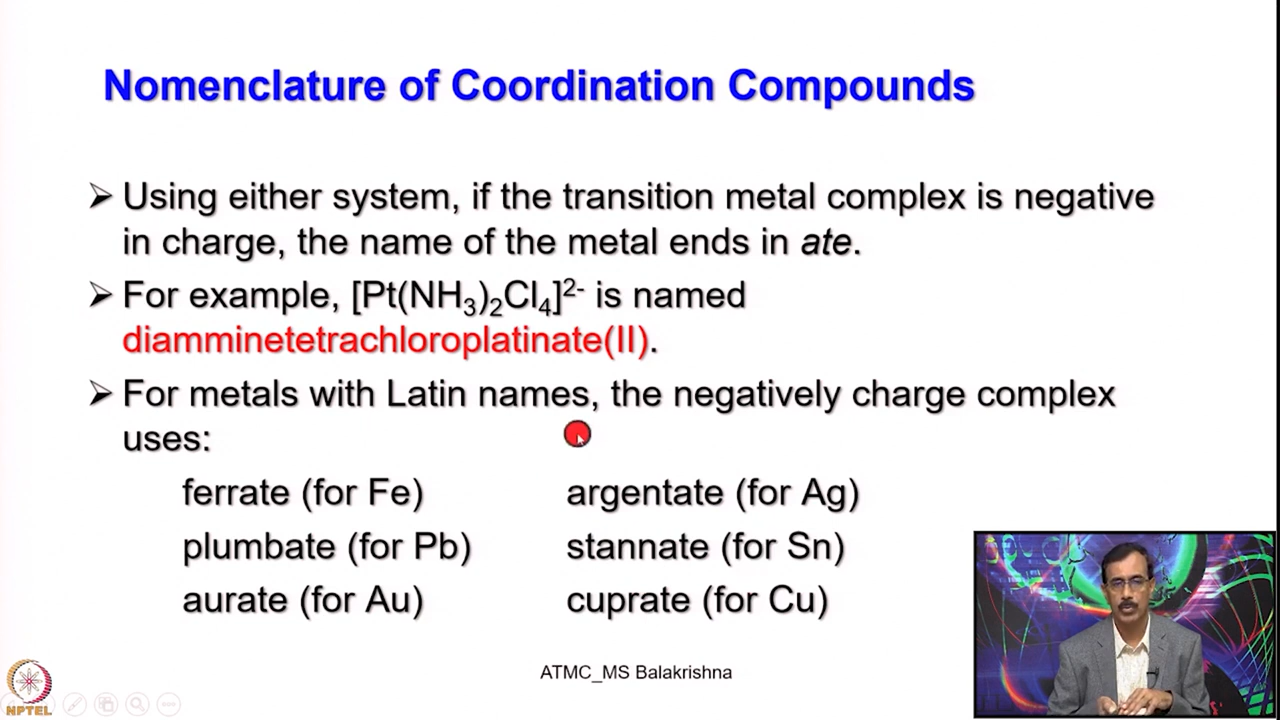 Nomenclature of Coordination Compounds
➢ Using either system, if the transition metal complex is negative
in charge, the name of the metal ends in ate.
➢ For example, [Pt(NH₃)₂Cl₄]²⁻ is named
diamminetetrachloroplatinate(II).
➢ For metals with Latin names, the negatively charge complex
uses:
ferrate (for Fe) argentate (for Ag)
plumbate (for Pb) stannate (for Sn)
aurate (for Au) cuprate (for Cu)
ATMC_MS Balakrishna
NPTEL